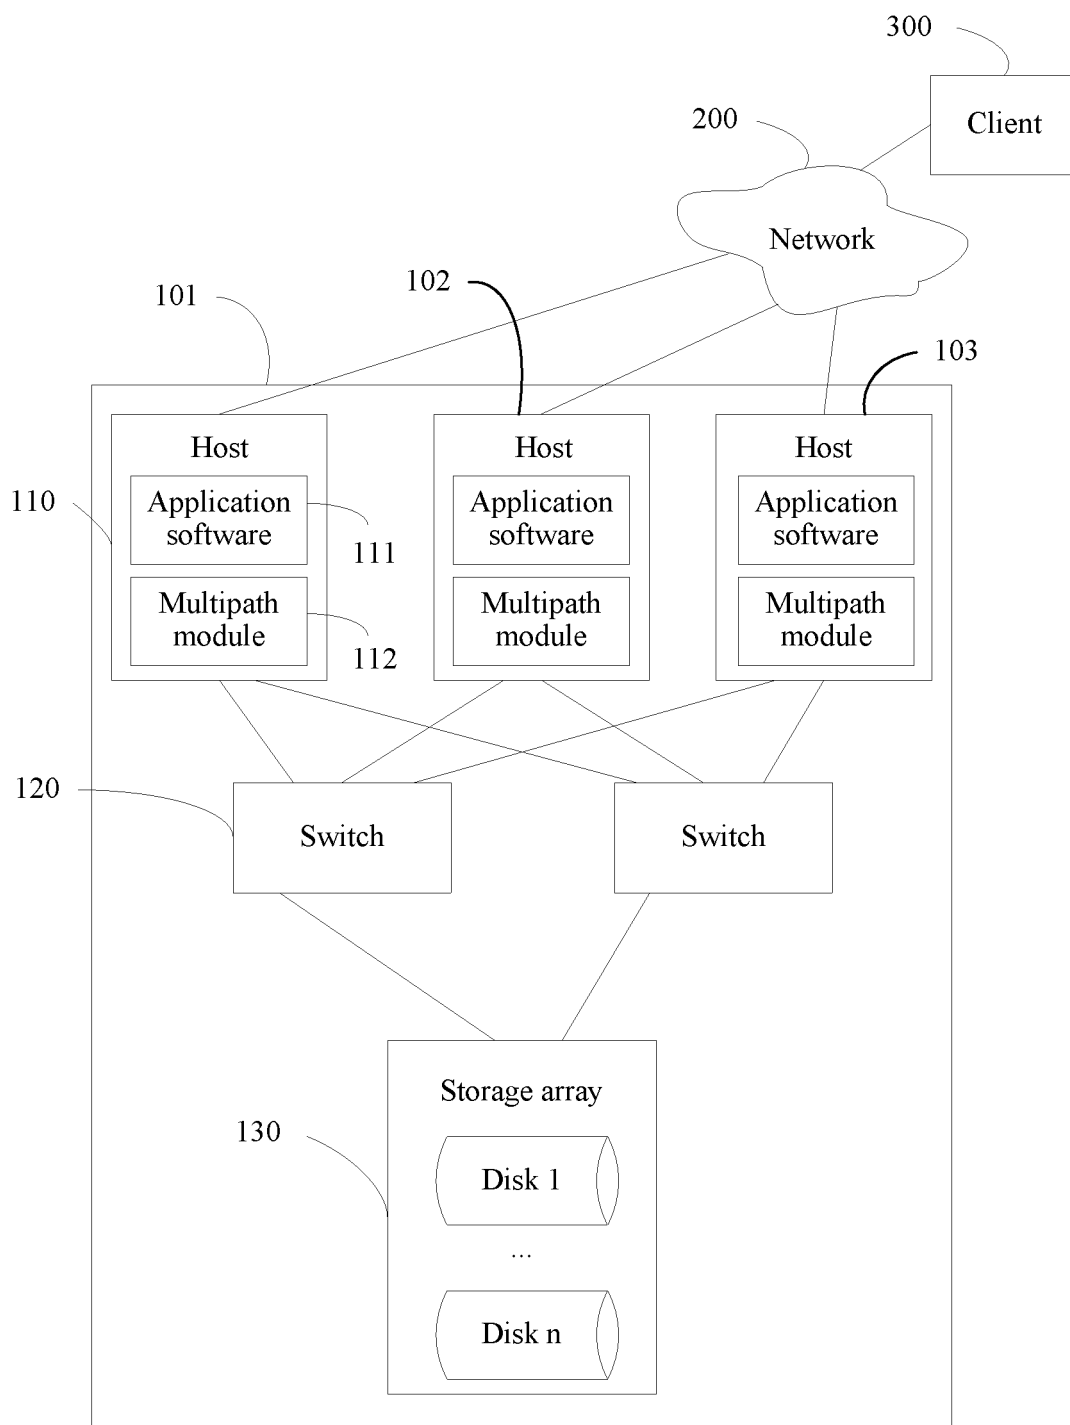 300
Client
200
Network
102
101
103
Host
Host
Host
110
Application
software
Application
software
Application
software
111
Multipath
module
Multipath
module
Multipath
module
112
120
Switch
Switch
Storage array
130
Disk 1
...
Disk n